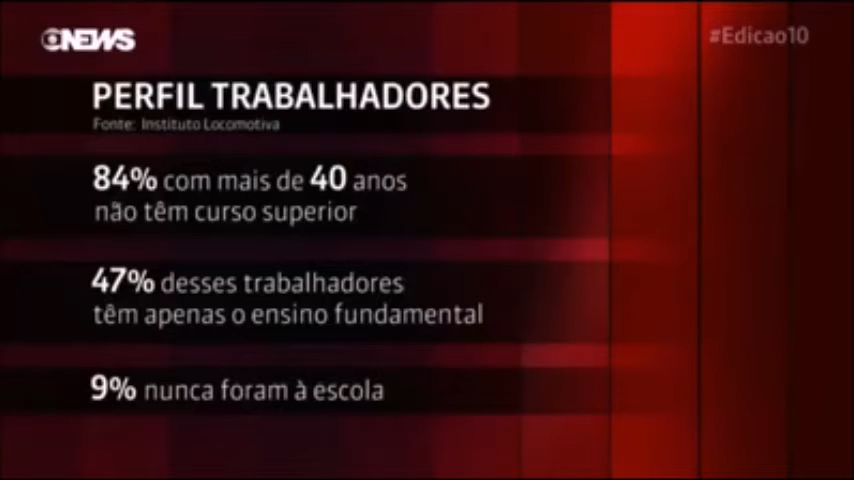 GNEWS
#Edicao10
PERFIL TRABALHADORES
Fonte: Instituto Locomotiva
84% com mais de 40 anos
não têm curso superior
47% desses trabalhadores
têm apenas o ensino fundamental
9% nunca foram à escola